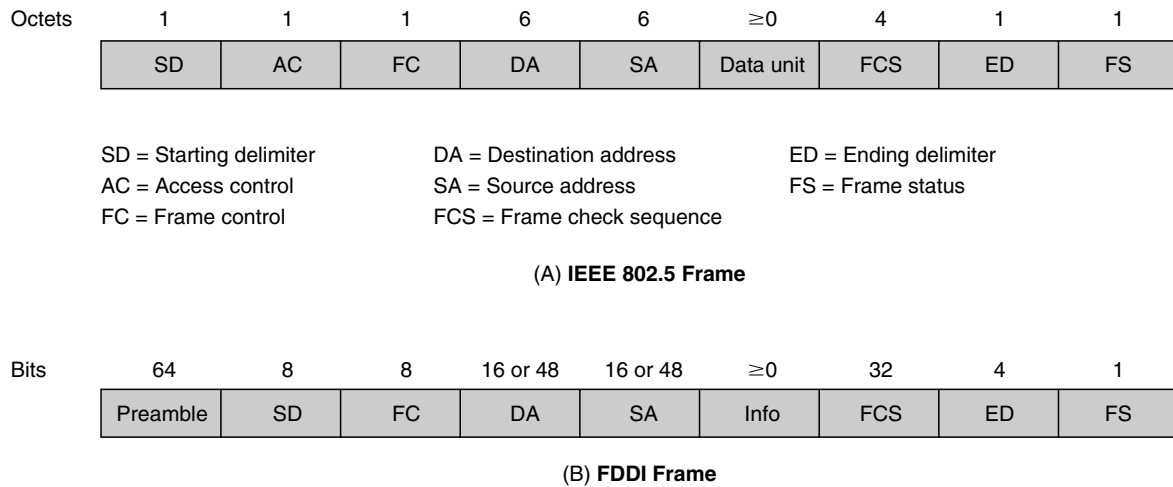 Octets 1 1 1 6 6 ≥0 4 1 1
SD AC FC DA SA Data unit FCS ED FS
SD = Starting delimiter DA = Destination address ED = Ending delimiter
AC = Access control SA = Source address FS = Frame status
FC = Frame control FCS = Frame check sequence
(A) IEEE 802.5 Frame
Bits 64 8 8 16 or 48 16 or 48 ≥0 32 4 1
Preamble SD FC DA SA Info FCS ED FS
(B) FDDI Frame